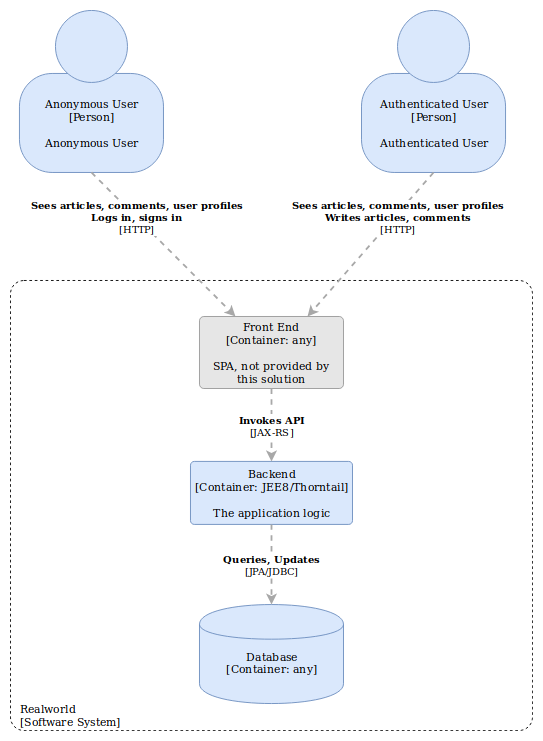 Anonymous User
[Person]
Anonymous User
Authenticated User
[Person]
Authenticated User
Sees articles, comments, user profiles
Logs in, signs in
[HTTP]
Sees articles, comments, user profiles
Writes articles, comments
[HTTP]
Front End
[Container: any]
SPA, not provided by
this solution
Invokes API
[JAX-RS]
Backend
[Container: JEE8/Thorntail]
The application logic
Queries, Updates
[JPA/JDBC]
Database
[Container: any]
Realworld
[Software System]